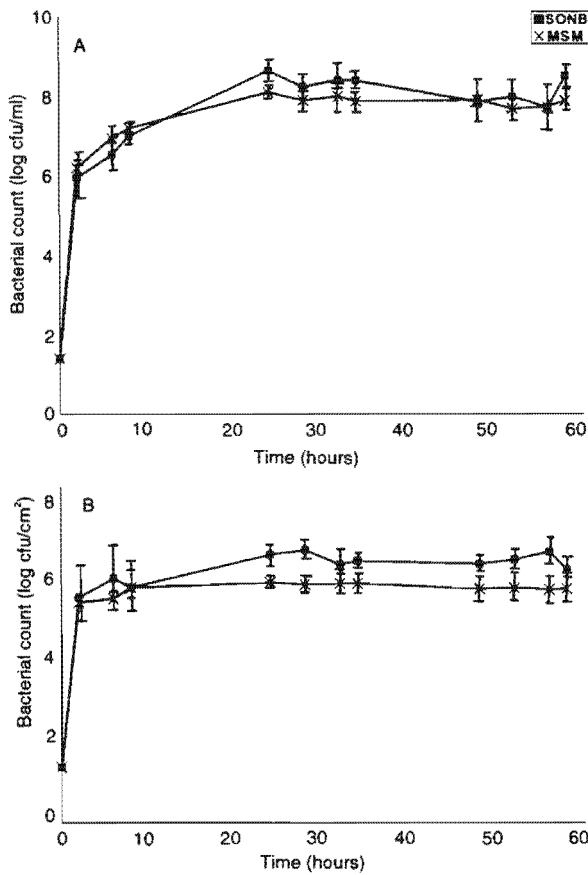 SONB
MSM
A
Bacterial count (log cfu/ml)
10
8
6
4
2
0
0 10 20 30 40 50 60
Time (hours)
B
Bacterial count (log cfu/cm²)
8
6
4
2
0
0 10 20 30 40 50 60
Time (hours)